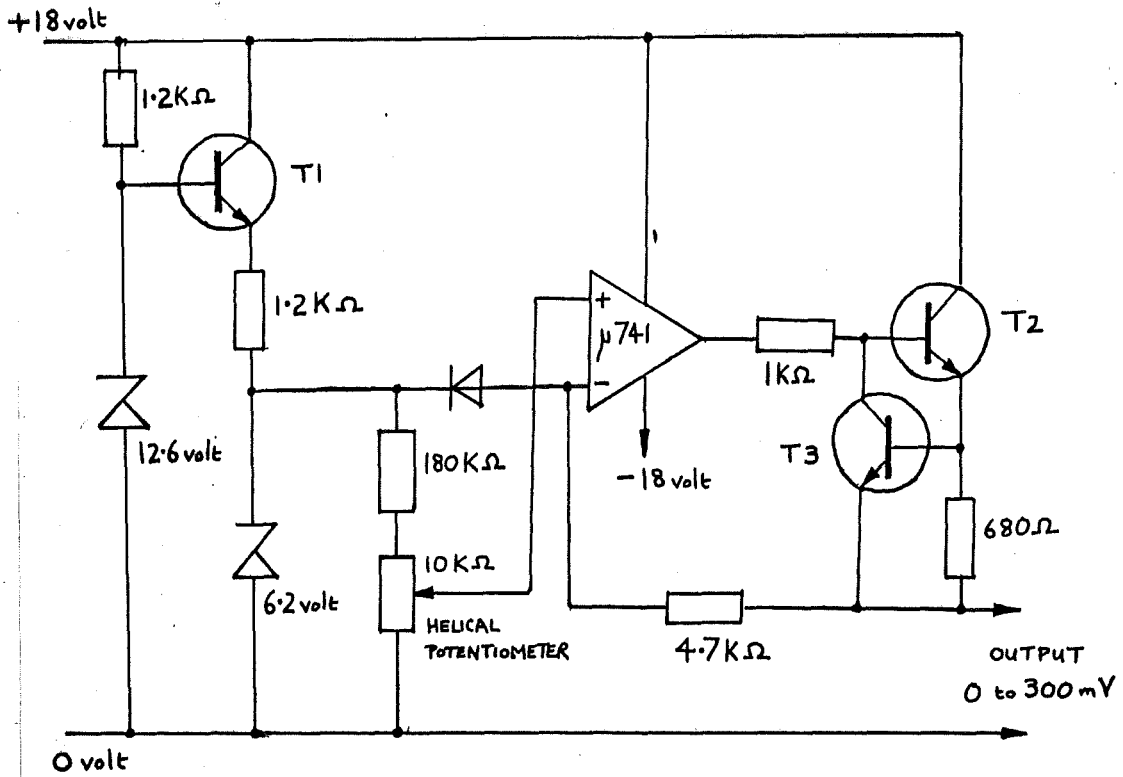 +18 volt
1.2KΩ
T1
1.2KΩ
+
μ741
-
1KΩ
T2
T3
12.6 volt
180KΩ
-18 volt
680Ω
10KΩ
6.2 volt
HELICAL
POTENTIOMETER
4.7KΩ
OUTPUT
0 to 300mV
0 volt